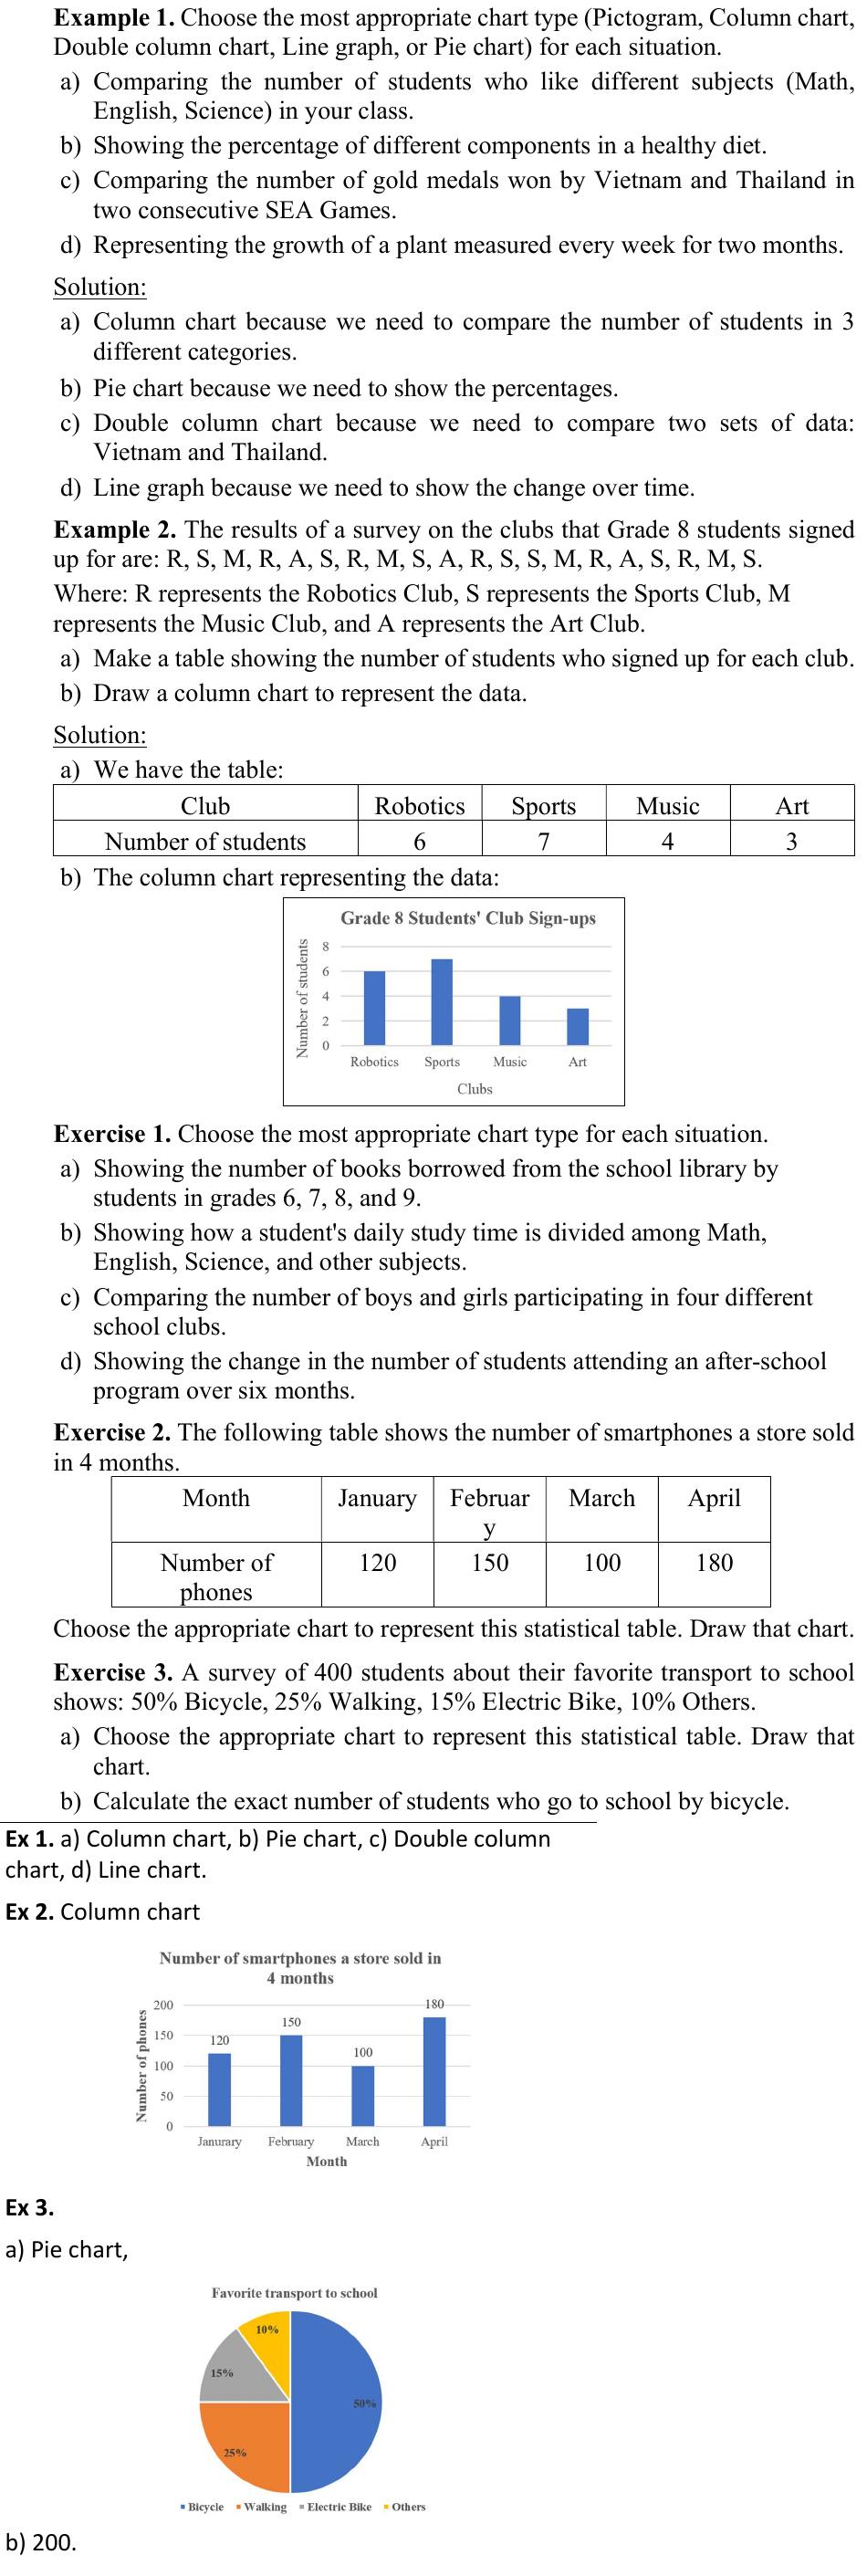 Example 1. Choose the most appropriate chart type (Pictogram, Column chart,
Double column chart, Line graph, or Pie chart) for each situation.
a) Comparing the number of students who like different subjects (Math,
English, Science) in your class.
b) Showing the percentage of different components in a healthy diet.
c) Comparing the number of gold medals won by Vietnam and Thailand in
two consecutive SEA Games.
d) Representing the growth of a plant measured every week for two months.
Solution:
a) Column chart because we need to compare the number of students in 3
different categories.
b) Pie chart because we need to show the percentages.
c) Double column chart because we need to compare two sets of data:
Vietnam and Thailand.
d) Line graph because we need to show the change over time.
Example 2. The results of a survey on the clubs that Grade 8 students signed
up for are: R, S, M, R, A, S, R, M, S, A, R, S, S, M, R, A, S, R, M, S.
Where: R represents the Robotics Club, S represents the Sports Club, M
represents the Music Club, and A represents the Art Club.
a) Make a table showing the number of students who signed up for each club.
b) Draw a column chart to represent the data.
Solution:
a) We have the table:
Club Robotics Sports Music Art
Number of students 6 7 4 3
b) The column chart representing the data:
Grade 8 Students' Club Sign-ups
Number of students
8
6
4
2
0
Robotics Sports Music Art
Clubs
Exercise 1. Choose the most appropriate chart type for each situation.
a) Showing the number of books borrowed from the school library by
students in grades 6, 7, 8, and 9.
b) Showing how a student's daily study time is divided among Math,
English, Science, and other subjects.
c) Comparing the number of boys and girls participating in four different
school clubs.
d) Showing the change in the number of students attending an after-school
program over six months.
Exercise 2. The following table shows the number of smartphones a store sold
in 4 months.
Month January Februar March April
y
Number of 120 150 100 180
phones
Choose the appropriate chart to represent this statistical table. Draw that chart.
Exercise 3. A survey of 400 students about their favorite transport to school
shows: 50% Bicycle, 25% Walking, 15% Electric Bike, 10% Others.
a) Choose the appropriate chart to represent this statistical table. Draw that
chart.
b) Calculate the exact number of students who go to school by bicycle.
Ex 1. a) Column chart, b) Pie chart, c) Double column
chart, d) Line chart.
Ex 2. Column chart
Number of smartphones a store sold in
4 months
Number of phones
200 180
150 150
120
100 100
50
0
Janurary February March April
Month
Ex 3.
a) Pie chart,
Favorite transport to school
10%
15%
50%
25%
Bicycle Walking Electric Bike Others
b) 200.